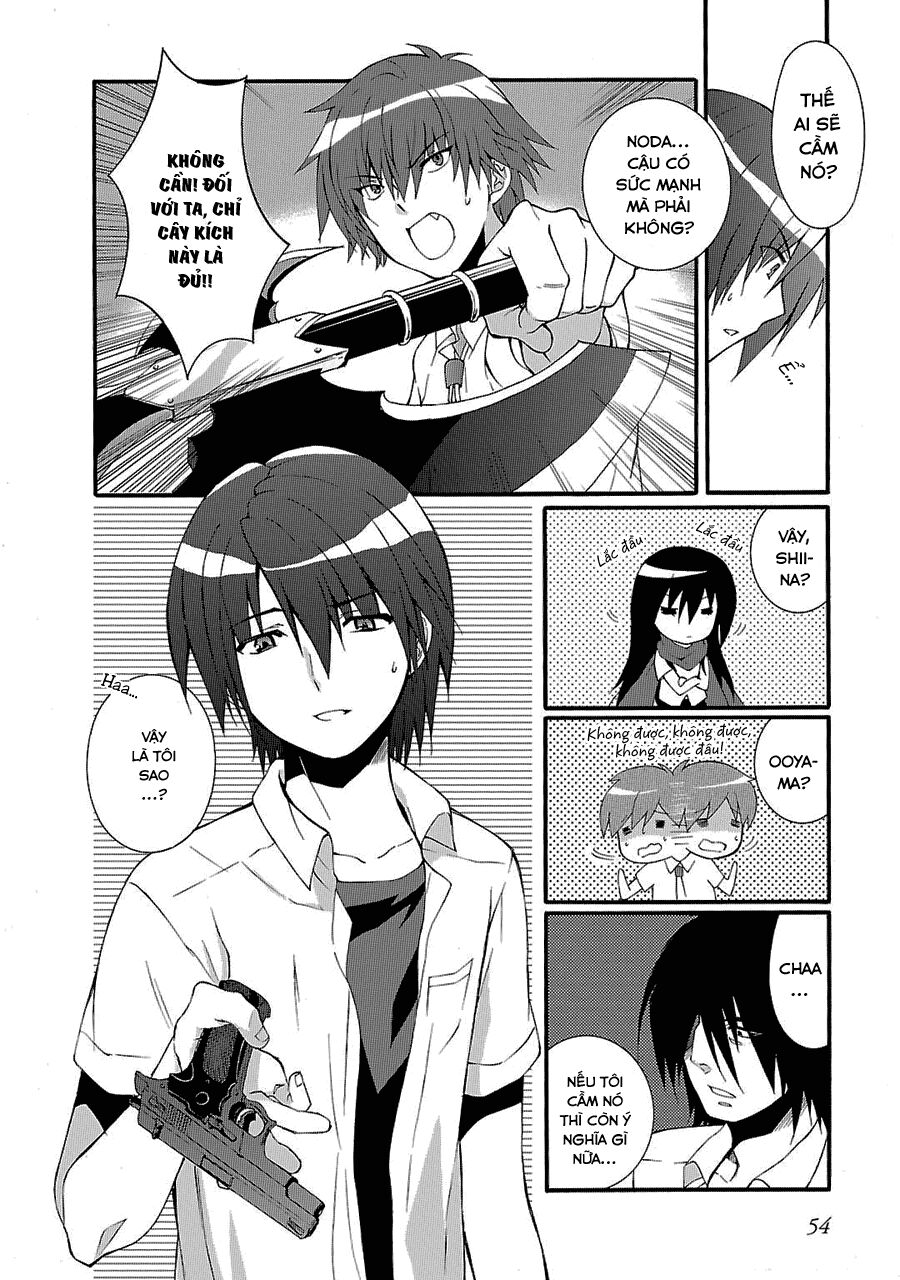 THẾ
AI SẼ
CẦM
NÓ?
Ể...
NODA...
CẬU CÓ
SỨC MẠNH
MÀ PHẢI
KHÔNG?
KHÔNG
CẦN! ĐỐI
VỚI TA, CHỈ
CÂY KÍCH
NÀY LÀ
ĐỦ!!
VẬY,
SHII-
NA?
Lắc đầu
Lắc đầu
OOYA-
MA?
Không được, không được,
không được đâu!
CHAA
...
NẾU TÔI
CẦM NÓ
THÌ CÒN Ý
NGHĨA GÌ
NỮA...
Haa...
VẬY
LÀ TÔI
SAO
...?
54